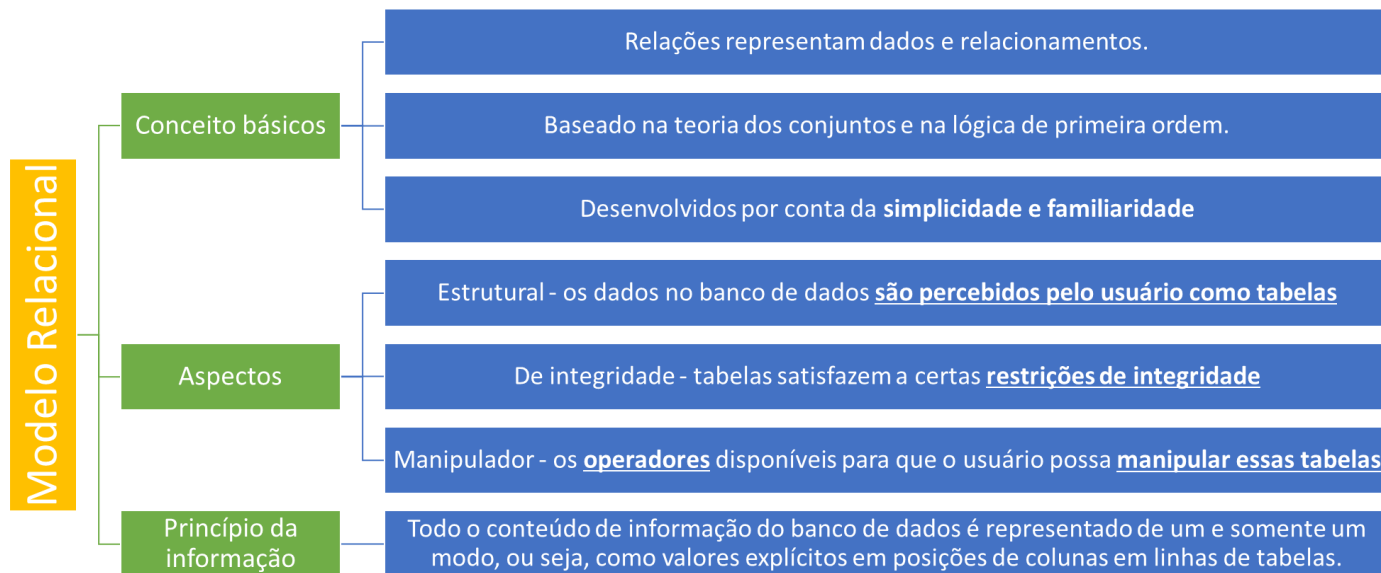 Modelo Relacional
Conceito básicos
Relações representam dados e relacionamentos.
Baseado na teoria dos conjuntos e na lógica de primeira ordem.
Desenvolvidos por conta da simplicidade e familiaridade
Aspectos
Estrutural - os dados no banco de dados são percebidos pelo usuário como tabelas
De integridade - tabelas satisfazem a certas restrições de integridade
Manipulador - os operadores disponíveis para que o usuário possa manipular essas tabelas
Princípio da
informação
Todo o conteúdo de informação do banco de dados é representado de um e somente um
modo, ou seja, como valores explícitos em posições de colunas em linhas de tabelas.